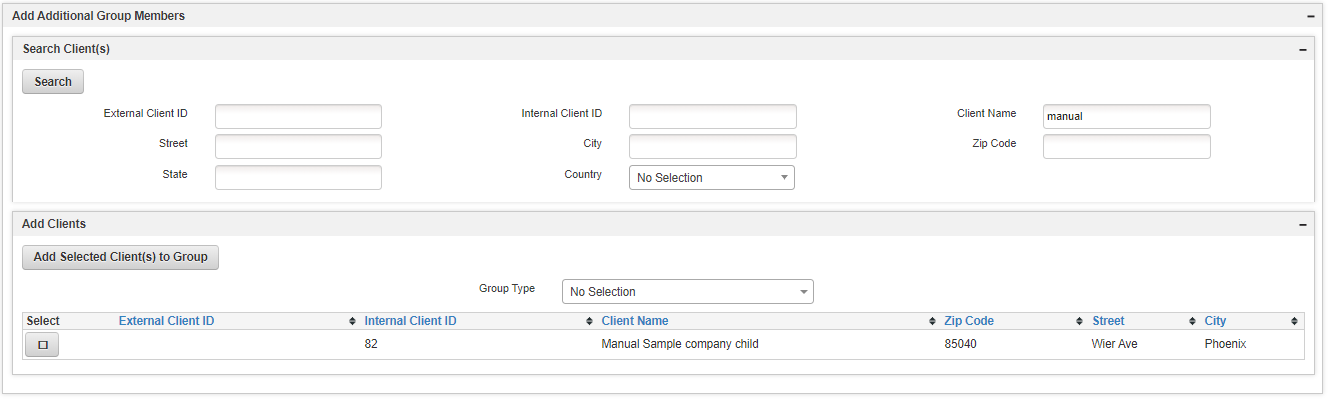 Add Additional Group Members
Search Client(s)
Search
External Client ID
Internal Client ID
Client Name manual
Street
City
Zip Code
State
Country No Selection
Add Clients
Add Selected Client(s) to Group
Group Type No Selection
Select External Client ID Internal Client ID Client Name Zip Code Street City
82 Manual Sample company child 85040 Wier Ave Phoenix